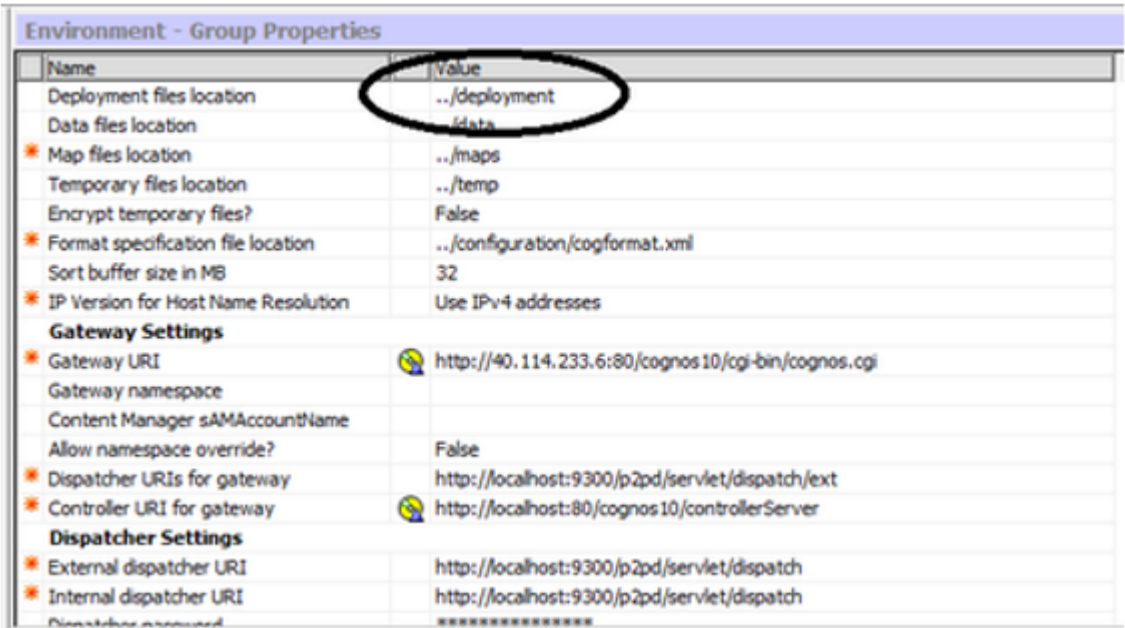 Environment - Group Properties
Name Value
Deployment files location ../deployment
Data files location ../data
Map files location ../maps
Temporary files location ../temp
Encrypt temporary files? False
Format specification file location ../configuration/cogformat.xml
Sort buffer size in MB 32
IP Version for Host Name Resolution Use IPv4 addresses
Gateway Settings
Gateway URI http://40.114.233.6:80/cognos10/cgi-bin/cognos.cgi
Gateway namespace
Content Manager sAMAccountName
Allow namespace override? False
Dispatcher URIs for gateway http://localhost:9300/p2pd/servlet/dispatch/ext
Controller URI for gateway http://localhost:80/cognos10/controllerServer
Dispatcher Settings
External dispatcher URI http://localhost:9300/p2pd/servlet/dispatch
Internal dispatcher URI http://localhost:9300/p2pd/servlet/dispatch
Dispatcher password ***************